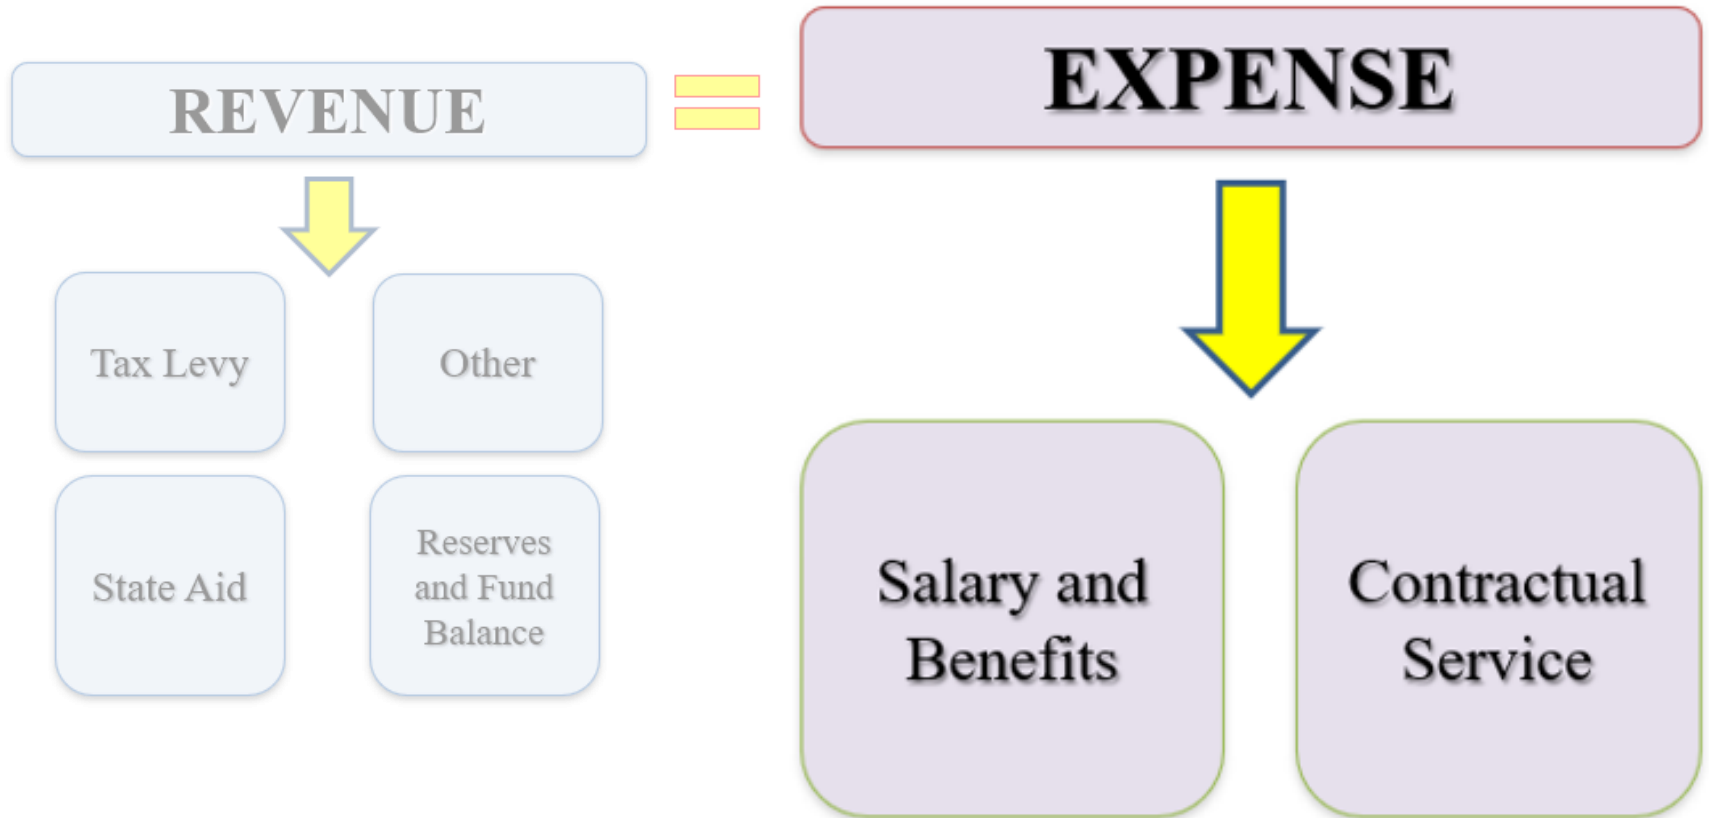 REVENUE
EXPENSE
Tax Levy
Other
State Aid
Reserves
and Fund
Balance
Salary and
Benefits
Contractual
Service